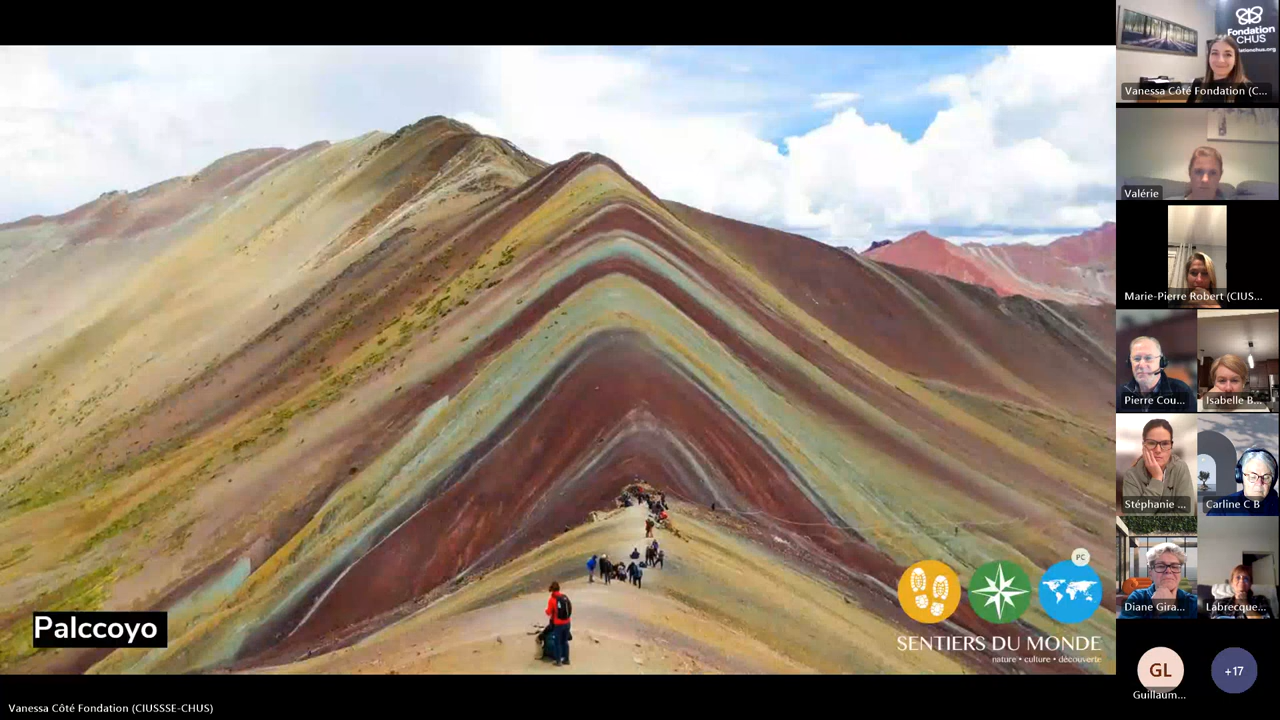 Palccoyo
PC
SENTIERS DU MONDE
nature • culture • découverte
Vanessa Côté Fondation (CIUSSSE-CHUS)
Fondation
CHUS
Vanessa Côté Fondation (C...
Valérie
Marie-Pierre Robert (CIUS...
Pierre Cou...
Isabelle B...
Stéphanie ...
Carline C B
Diane Gira...
Labrecque...
GL
Guillaum...
+17